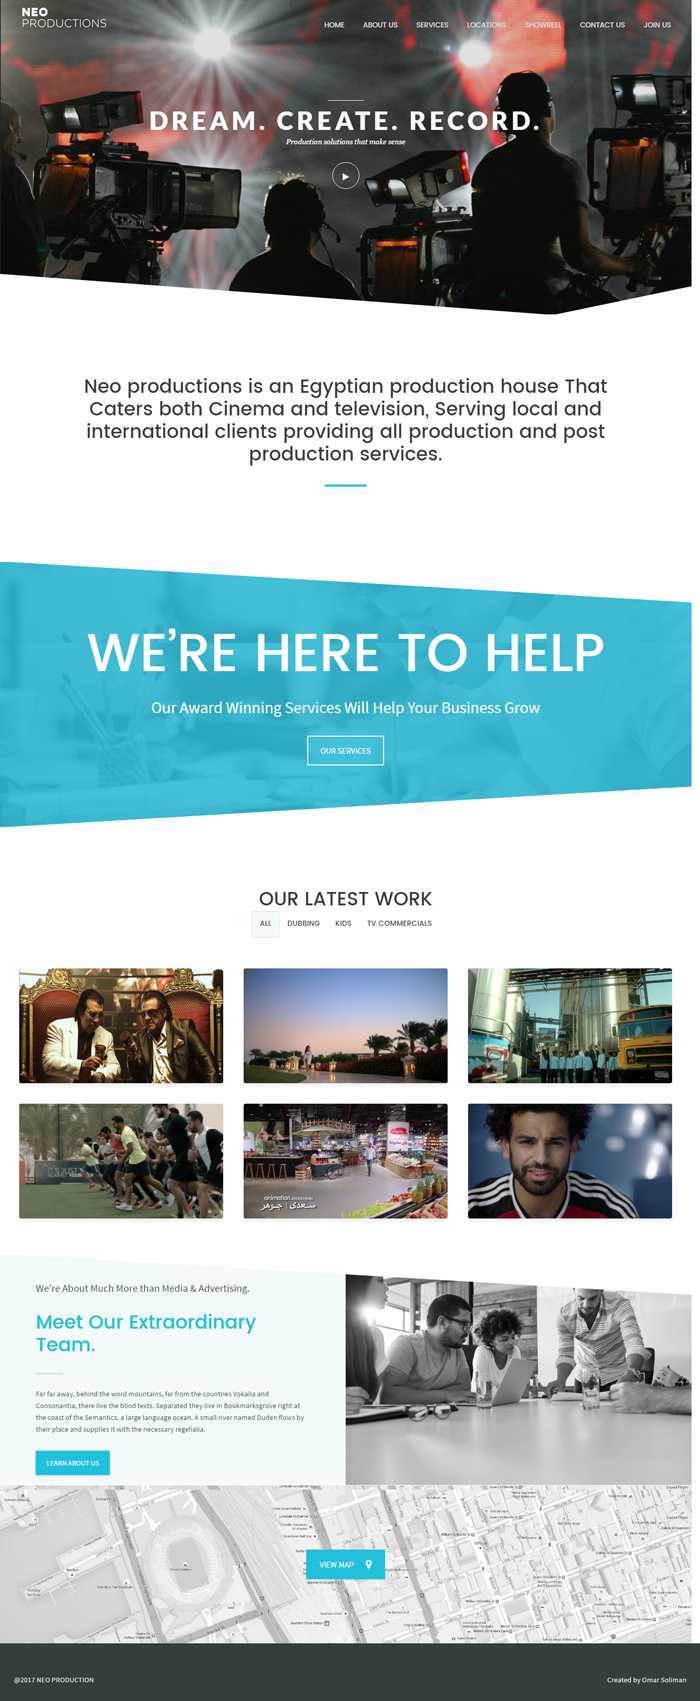 NEO
PRODUCTIONS
HOME ABOUT US SERVICES LOCATIONS SHOWREEL CONTACT US JOIN US
DREAM. CREATE. RECORD.
Production solutions that make sense
Neo productions is an Egyptian production house That
Caters both Cinema and television, Serving local and
international clients providing all production and post
production services.
WE'RE HERE TO HELP
Our Award Winning Services Will Help Your Business Grow
OUR SERVICES
OUR LATEST WORK
ALL DUBBING KIDS TV COMMERCIALS
IT'S JUST
animation
سعدى | جوهر
We're About Much More than Media & Advertising.
Meet Our Extraordinary
Team.
Far far away, behind the word mountains, far from the countries Vokalia and
Consonantia, there live the blind texts. Separated they live in Bookmarksgrove right at
the coast of the Semantics, a large language ocean. A small river named Duden flows by
their place and supplies it with the necessary regelialia.
LEARN ABOUT US
VIEW MAP
@2017 NEO PRODUCTION
Created by Omar Soliman